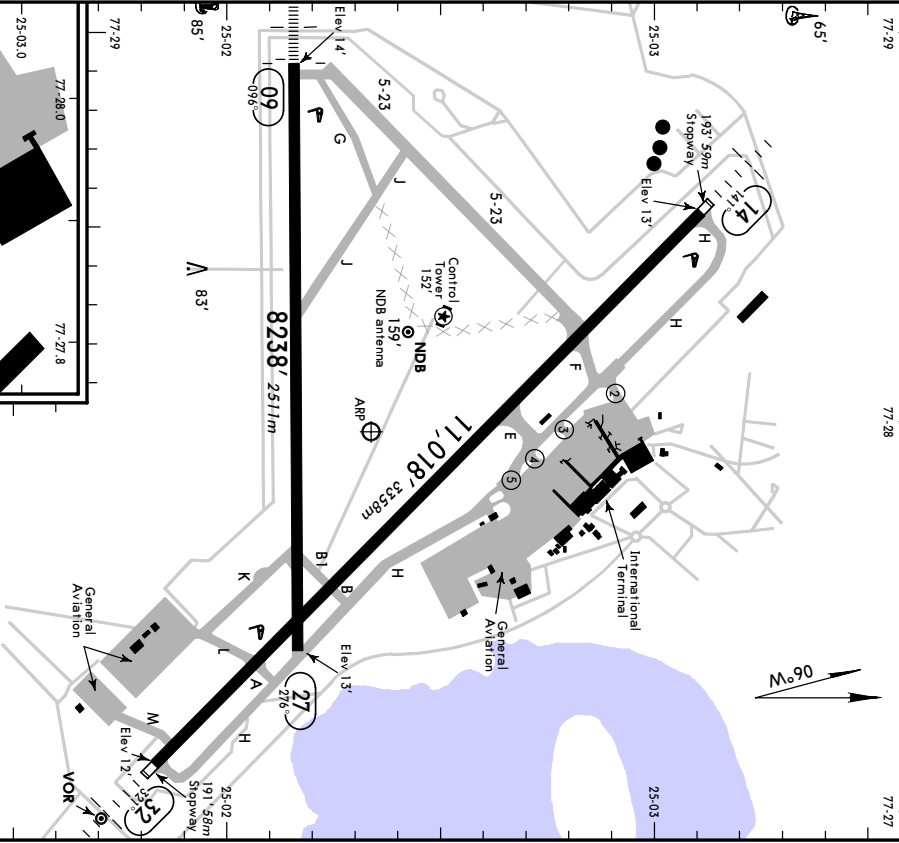 77-29
77-28
77-27
65'
25-03
193' 59m
Stopway
Elev 13'
14
141°
H
H
2
F
3
4
5
E
International
Terminal
General
Aviation
06°W
5-23
5-23
Control
Tower
152'
NDB
159'
NDB antenna
ARP
11,018' 3358m
H
25-03
Elev 14'
09
096°
G
J
J
8238' 2511m
B1
B
Elev 13'
27
276°
85'
25-02
83'
K
L
A
H
M
General
Aviation
Elev 12'
32
321°
191' 58m
Stopway
25-02
VOR
77-29
25-03.0
77-28.0
77-27.8